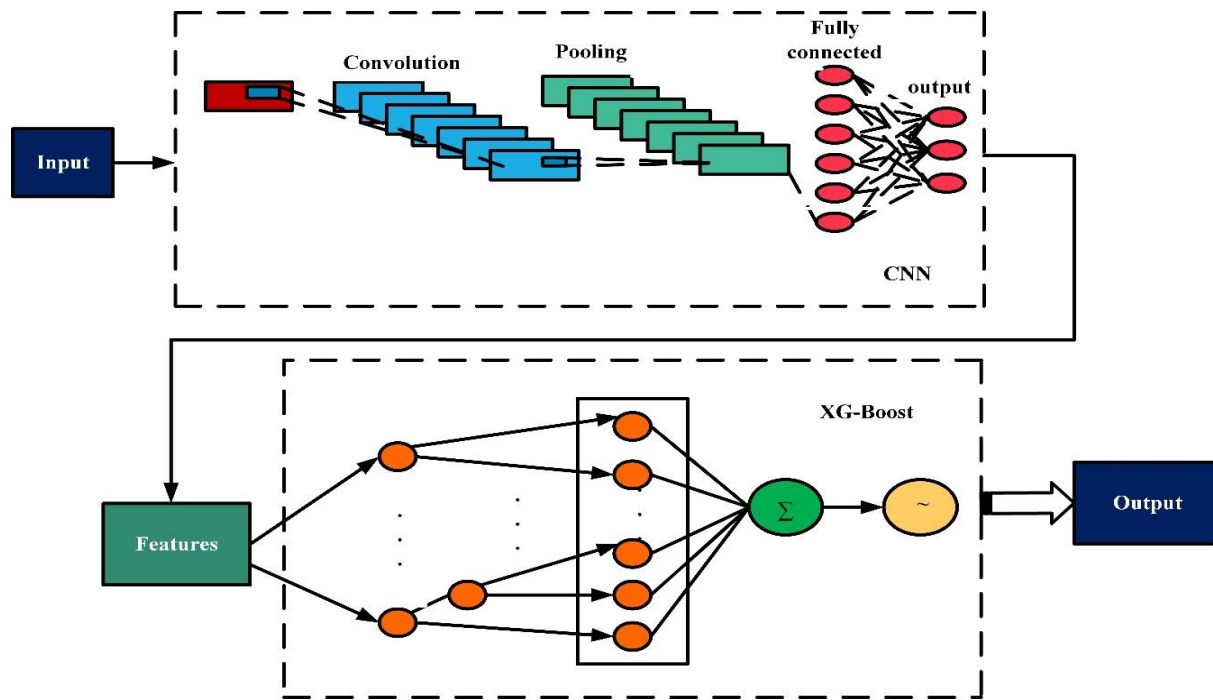 Fully
connected
Convolution
Pooling
output
Input
CNN
XG-Boost
Features
Σ
~
Output